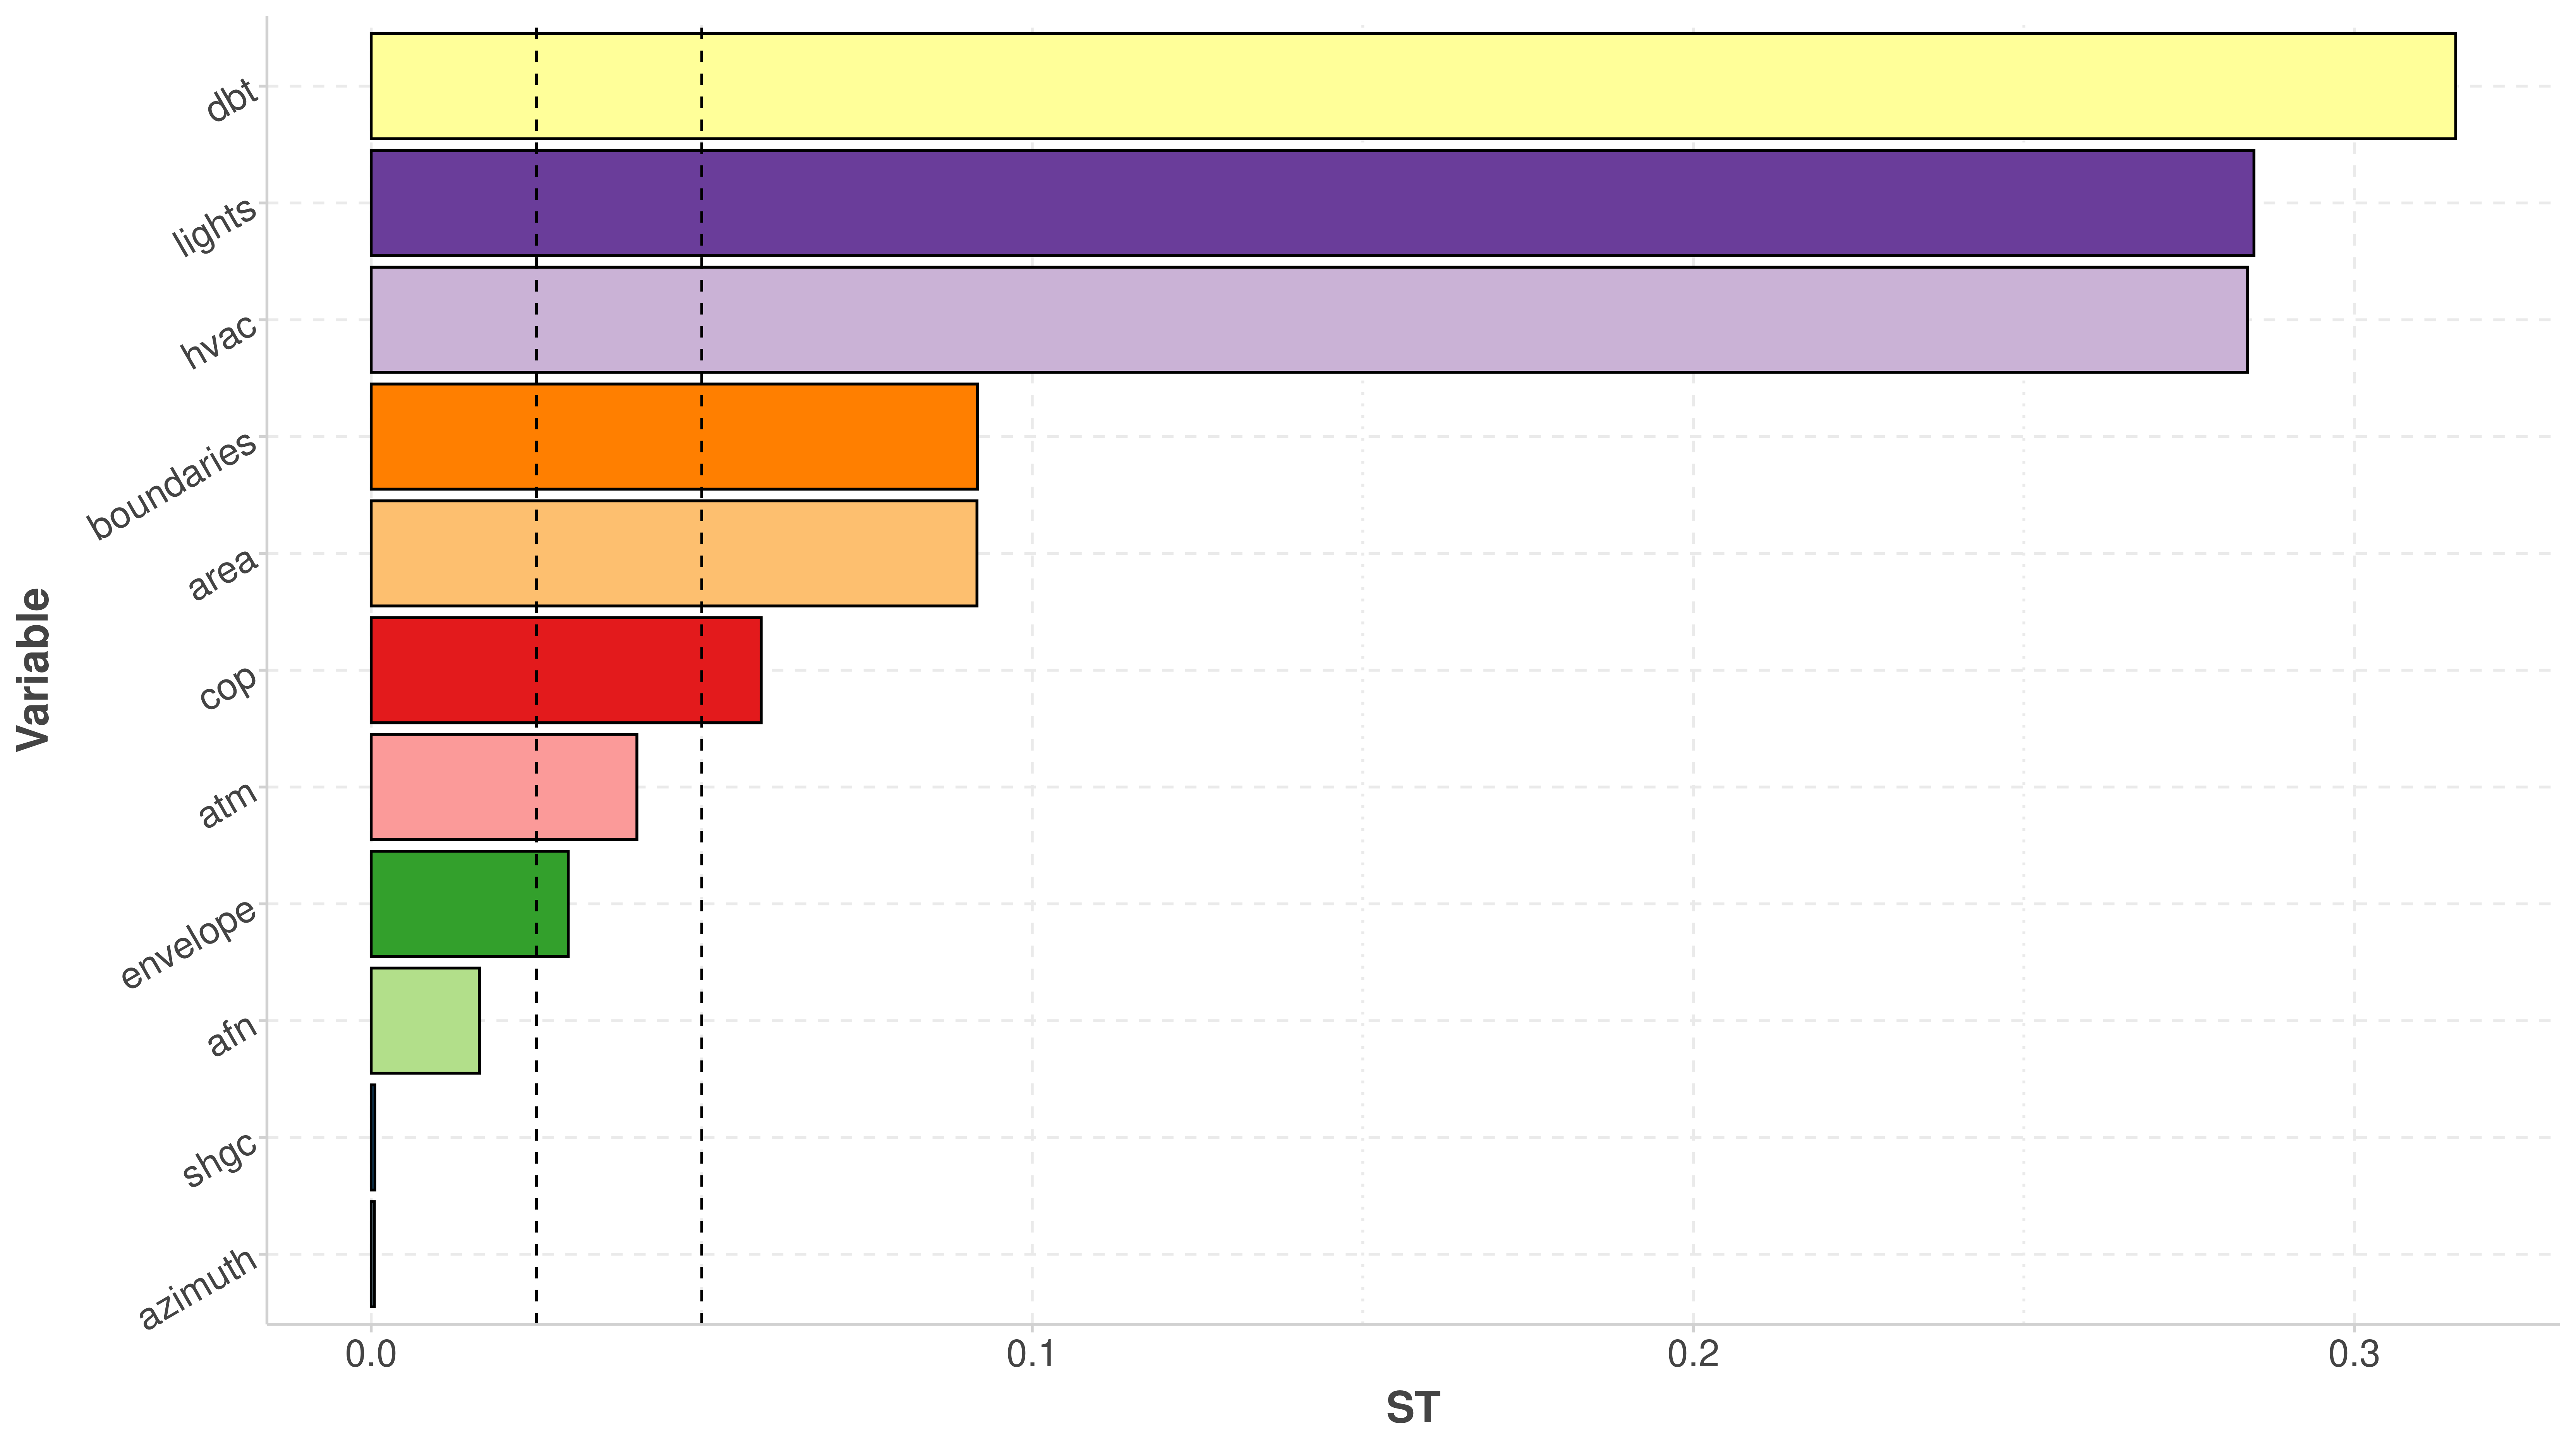 Variable
dbt
lights
hvac
boundaries
area
cop
atm
envelope
afn
shgc
azimuth
0.0 0.1 0.2 0.3
ST